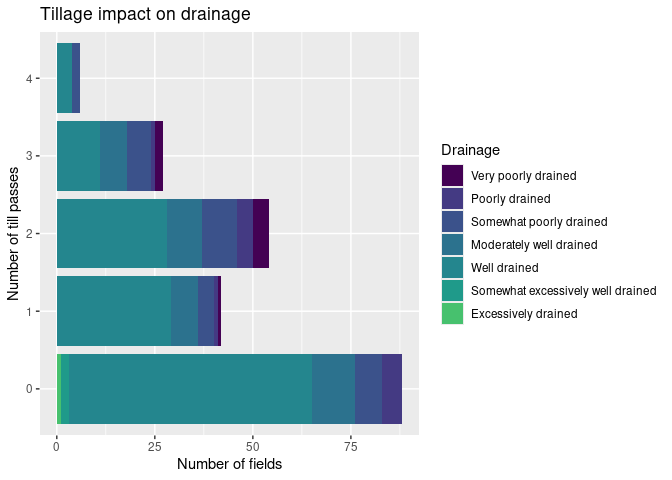 Tillage impact on drainage
Number of till passes
4
3
2
1
0
0 25 50 75
Number of fields
Drainage
Very poorly drained
Poorly drained
Somewhat poorly drained
Moderately well drained
Well drained
Somewhat excessively well drained
Excessively drained